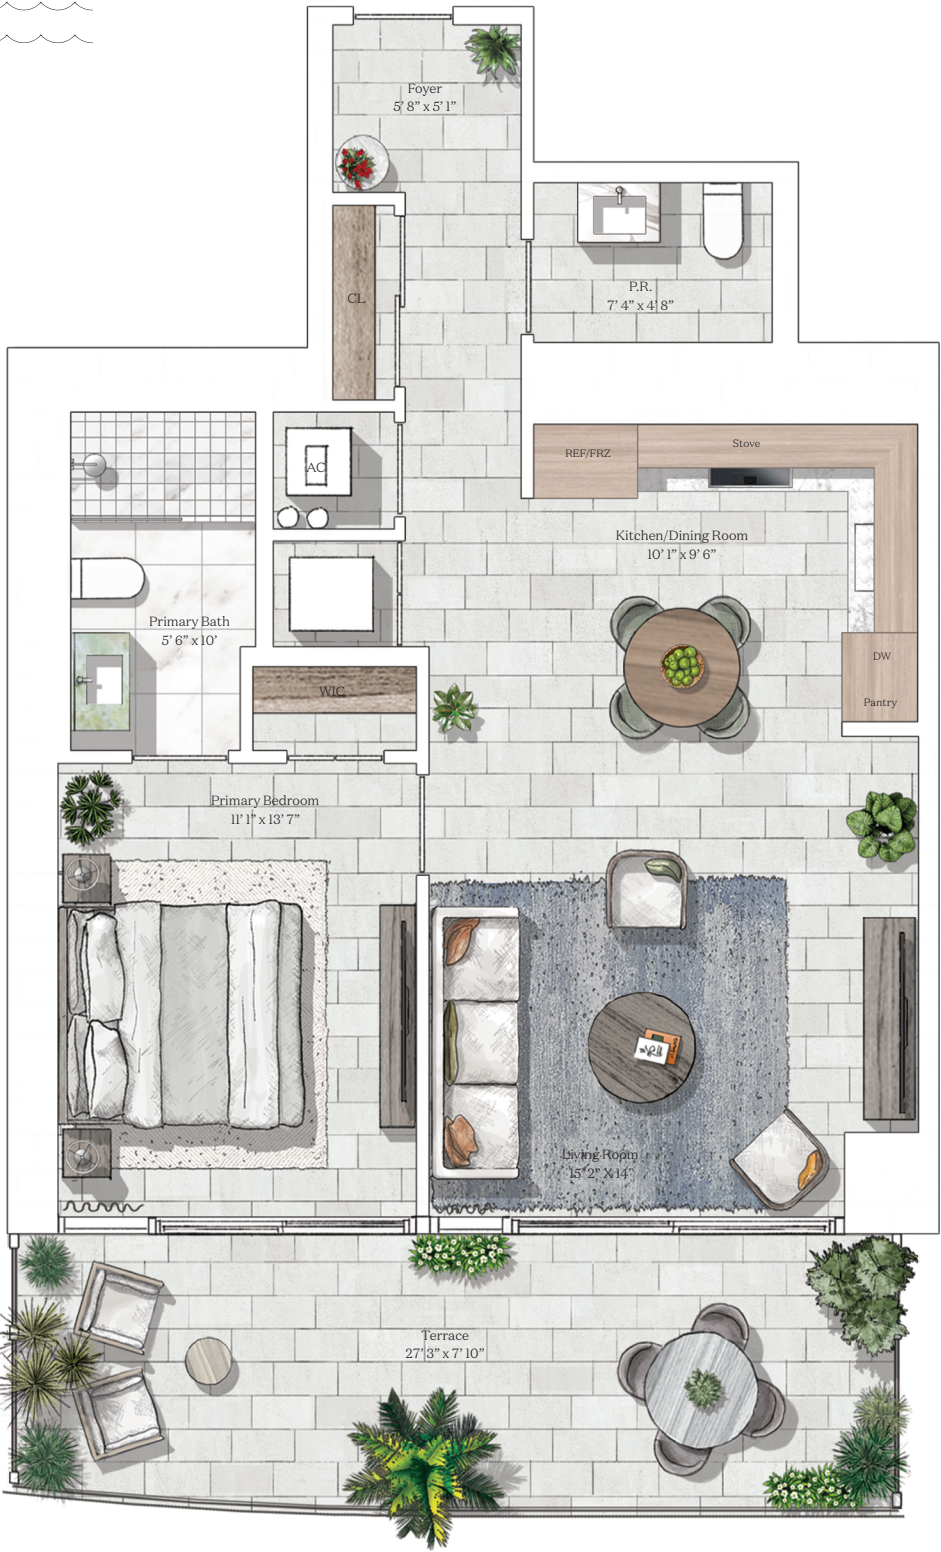 Foyer
5' 8" x 5' 1"
P.R.
7' 4" x 4' 8"
CL
Stove
REF/FRZ
AC
Kitchen/Dining Room
10' 1" x 9' 6"
Primary Bath
5' 6" x 10'
DW
WIC
Pantry
Primary Bedroom
11' 1" x 13' 7"
Living Room
15' 2" X 14'
Terrace
27' 3" x 7' 10"